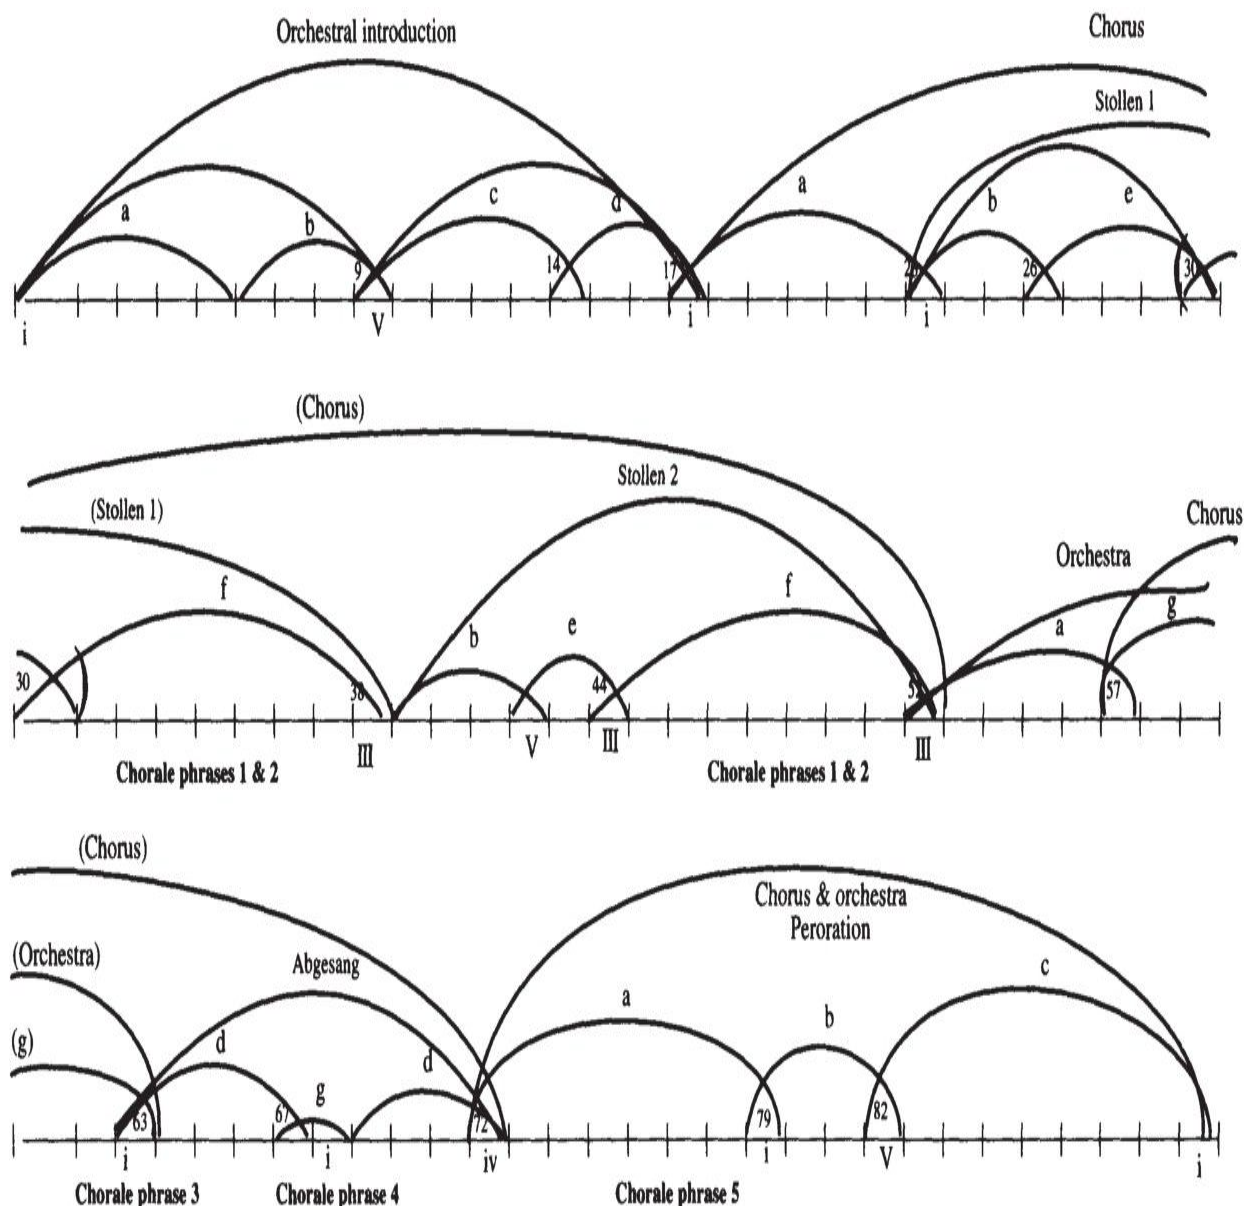 Orchestral introduction
Chorus
Stollen 1
a b c d a b e
9 14 17 26 30
i V i i
(Chorus)
Stollen 2
(Stollen 1)
Chorus
Orchestra
f b e f a g
30 38 44 57
III V III III
Chorale phrases 1 & 2 Chorale phrases 1 & 2
(Chorus)
Chorus & orchestra
Peroration
(Orchestra)
Abgesang
c
a
b
(g) d g d
63 67 72 79 82
i i iv i V i
Chorale phrase 3 Chorale phrase 4 Chorale phrase 5